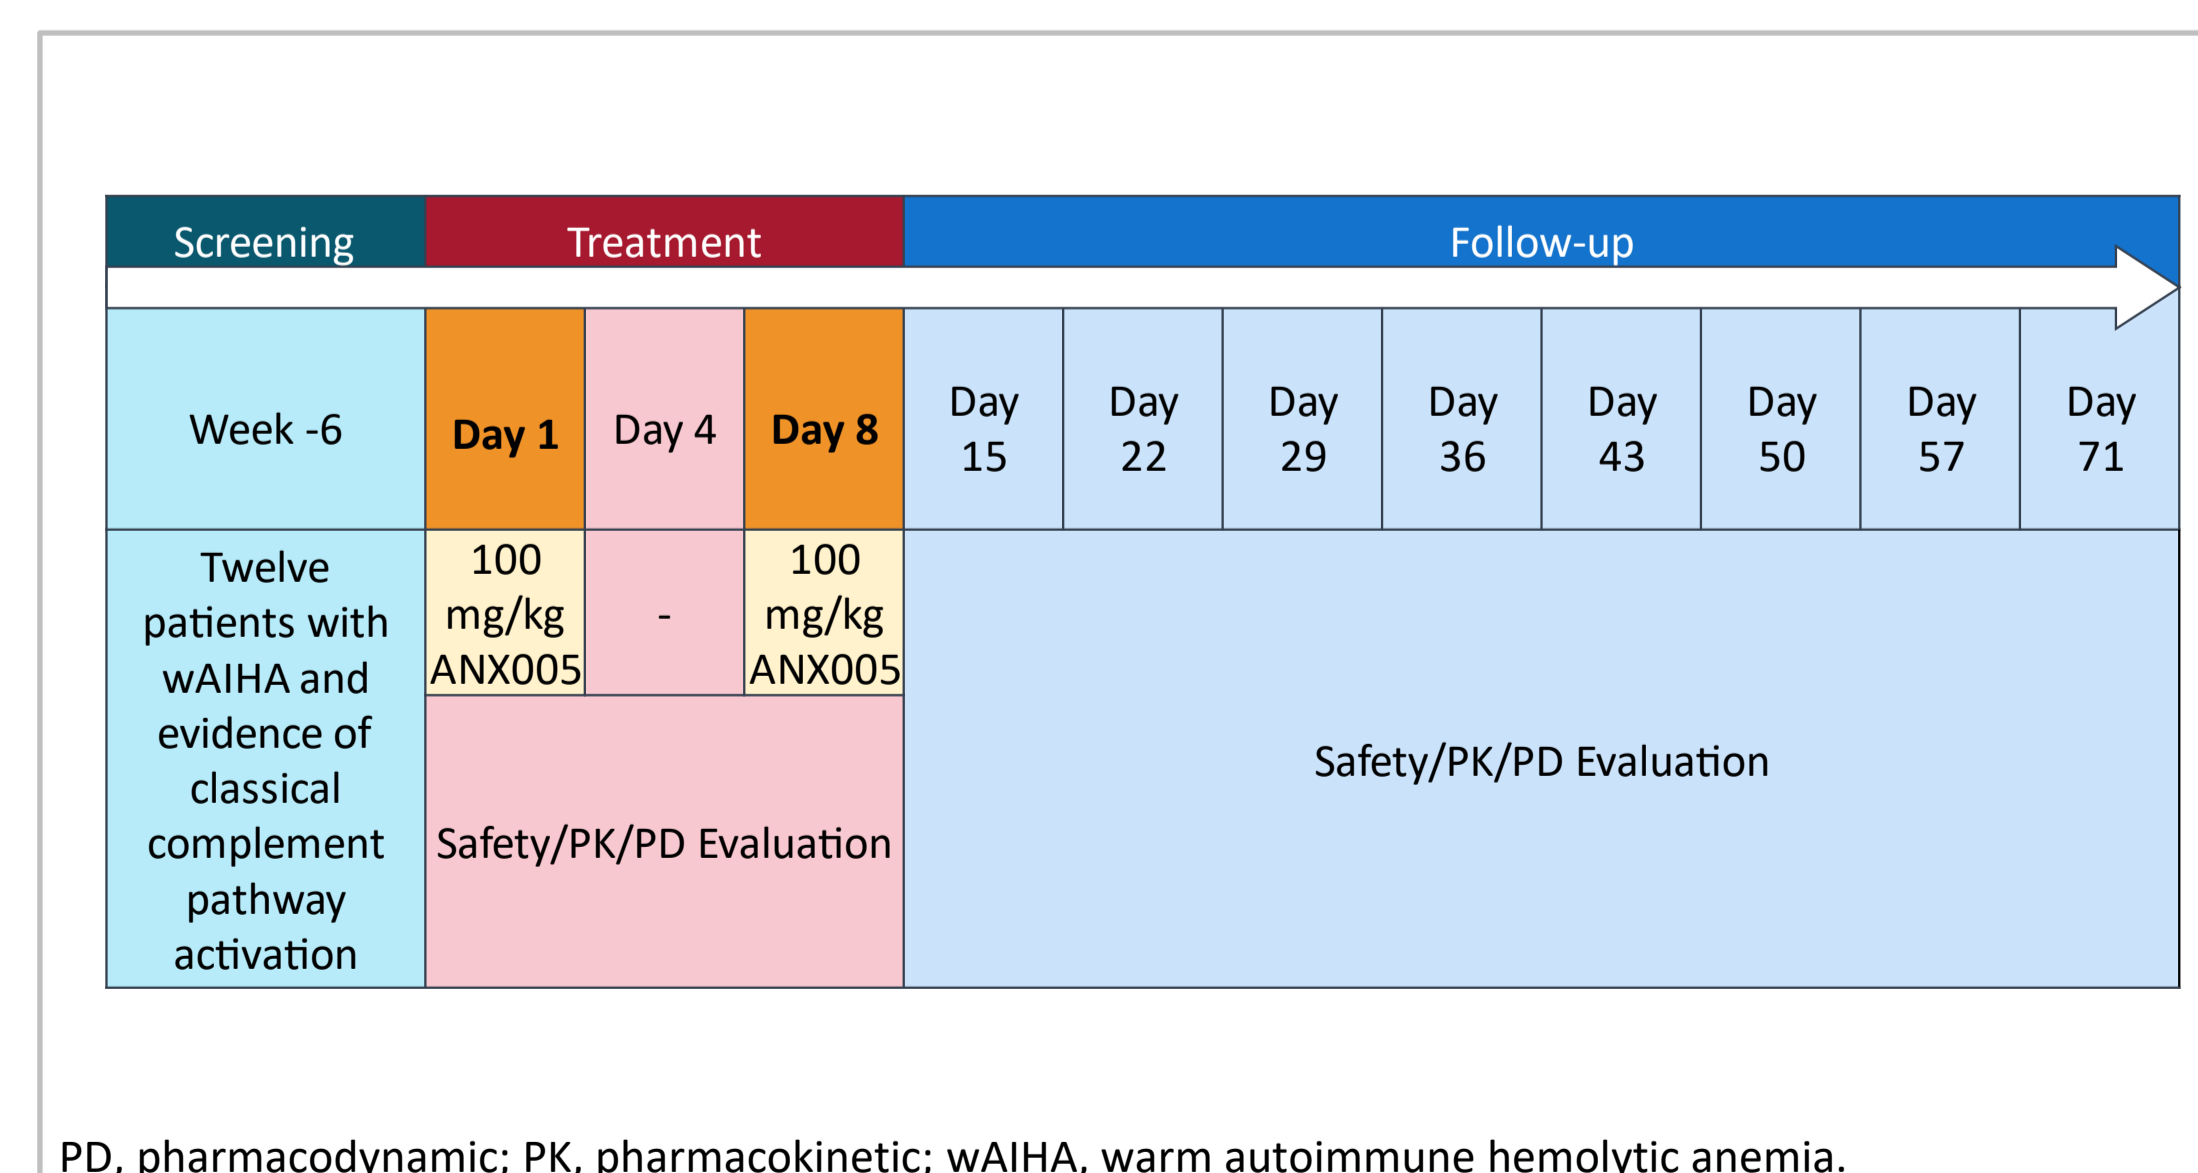 Screening
Treatment
Follow-up
Week -6
Day 1
Day 4
Day 8
Day
15
Day
22
Day
29
Day
36
Day
43
Day
50
Day
57
Day
71
Twelve
patients with
wAIHA and
evidence of
classical
complement
pathway
activation
100
mg/kg
ANX005
-
100
mg/kg
ANX005
Safety/PK/PD Evaluation
Safety/PK/PD Evaluation
PD, pharmacodynamic; PK, pharmacokinetic; wAIHA, warm autoimmune hemolytic anemia.